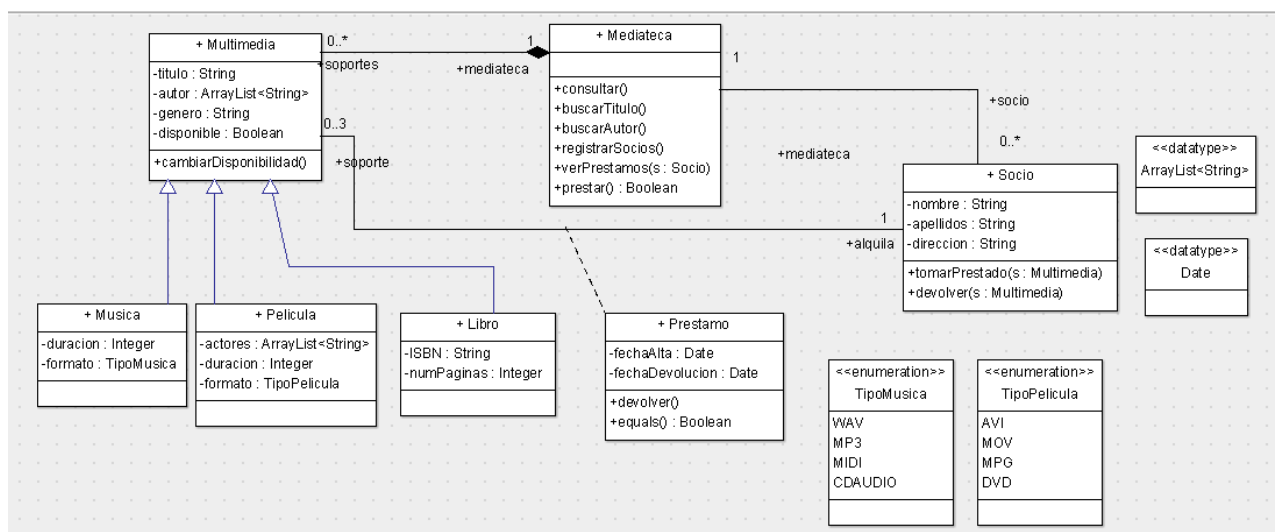 + Multimedia
-titulo : String
-autor : ArrayList<String>
-genero : String
-disponible : Boolean
+cambiarDisponibilidad()
0..*
+soportes
1
+mediateca
0..3
+soporte
+ Mediateca
+consultar()
+buscarTitulo()
+buscarAutor()
+registrarSocios()
+verPrestamos(s : Socio)
+prestar() : Boolean
1
+mediateca
+socio
0..*
1
+alquila
+ Socio
-nombre : String
-apellidos : String
-direccion : String
+tomarPrestado(s : Multimedia)
+devolver(s : Multimedia)
<<datatype>>
ArrayList<String>
<<datatype>>
Date
+ Musica
-duracion : Integer
-formato : TipoMusica
+ Pelicula
-actores : ArrayList<String>
-duracion : Integer
-formato : TipoPelicula
+ Libro
-ISBN : String
-numPaginas : Integer
+ Prestamo
-fechaAlta : Date
-fechaDevolucion : Date
+devolver()
+equals() : Boolean
<<enumeration>>
TipoMusica
WAV
MP3
MIDI
CDAUDIO
<<enumeration>>
TipoPelicula
AVI
MOV
MPG
DVD